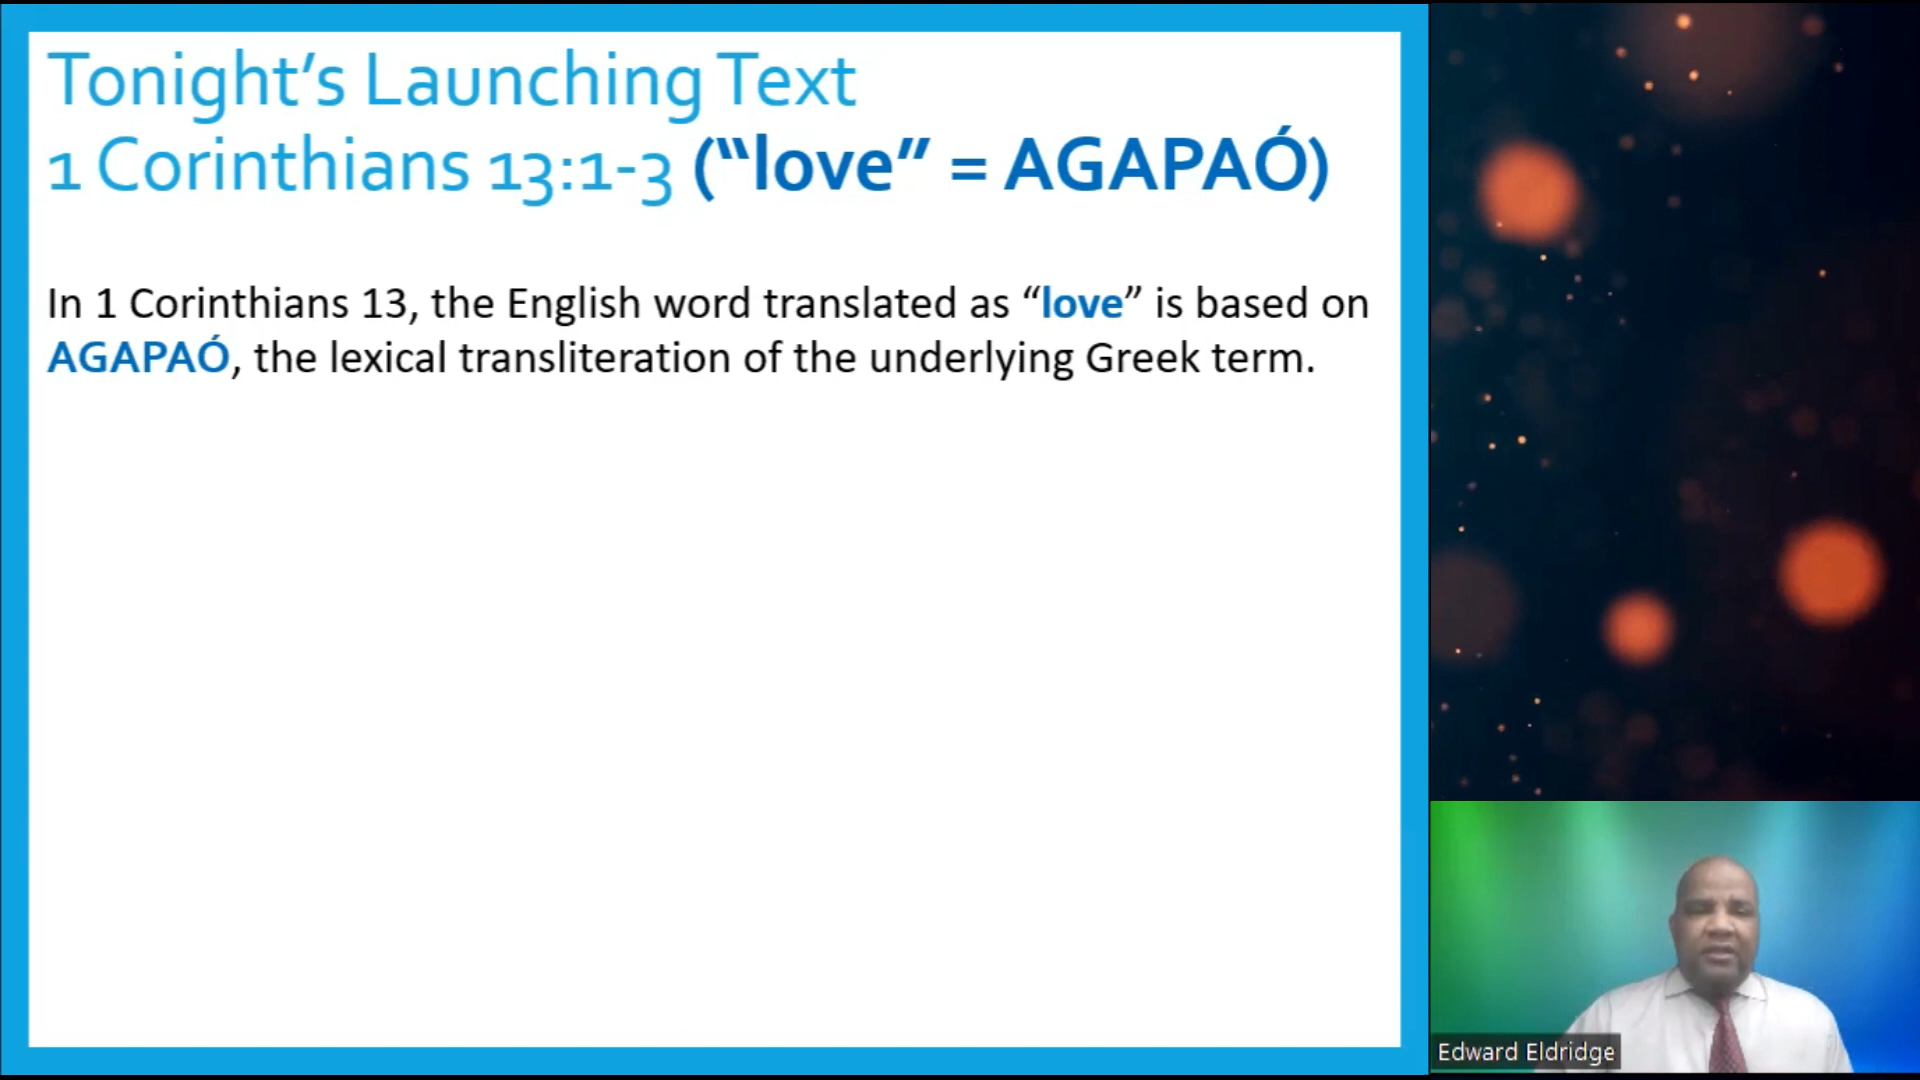 Tonight’s Launching Text
1 Corinthians 13:1-3 (“love” = AGAPAÓ)
In 1 Corinthians 13, the English word translated as “love” is based on
AGAPAÓ, the lexical transliteration of the underlying Greek term.
Edward Eldridge